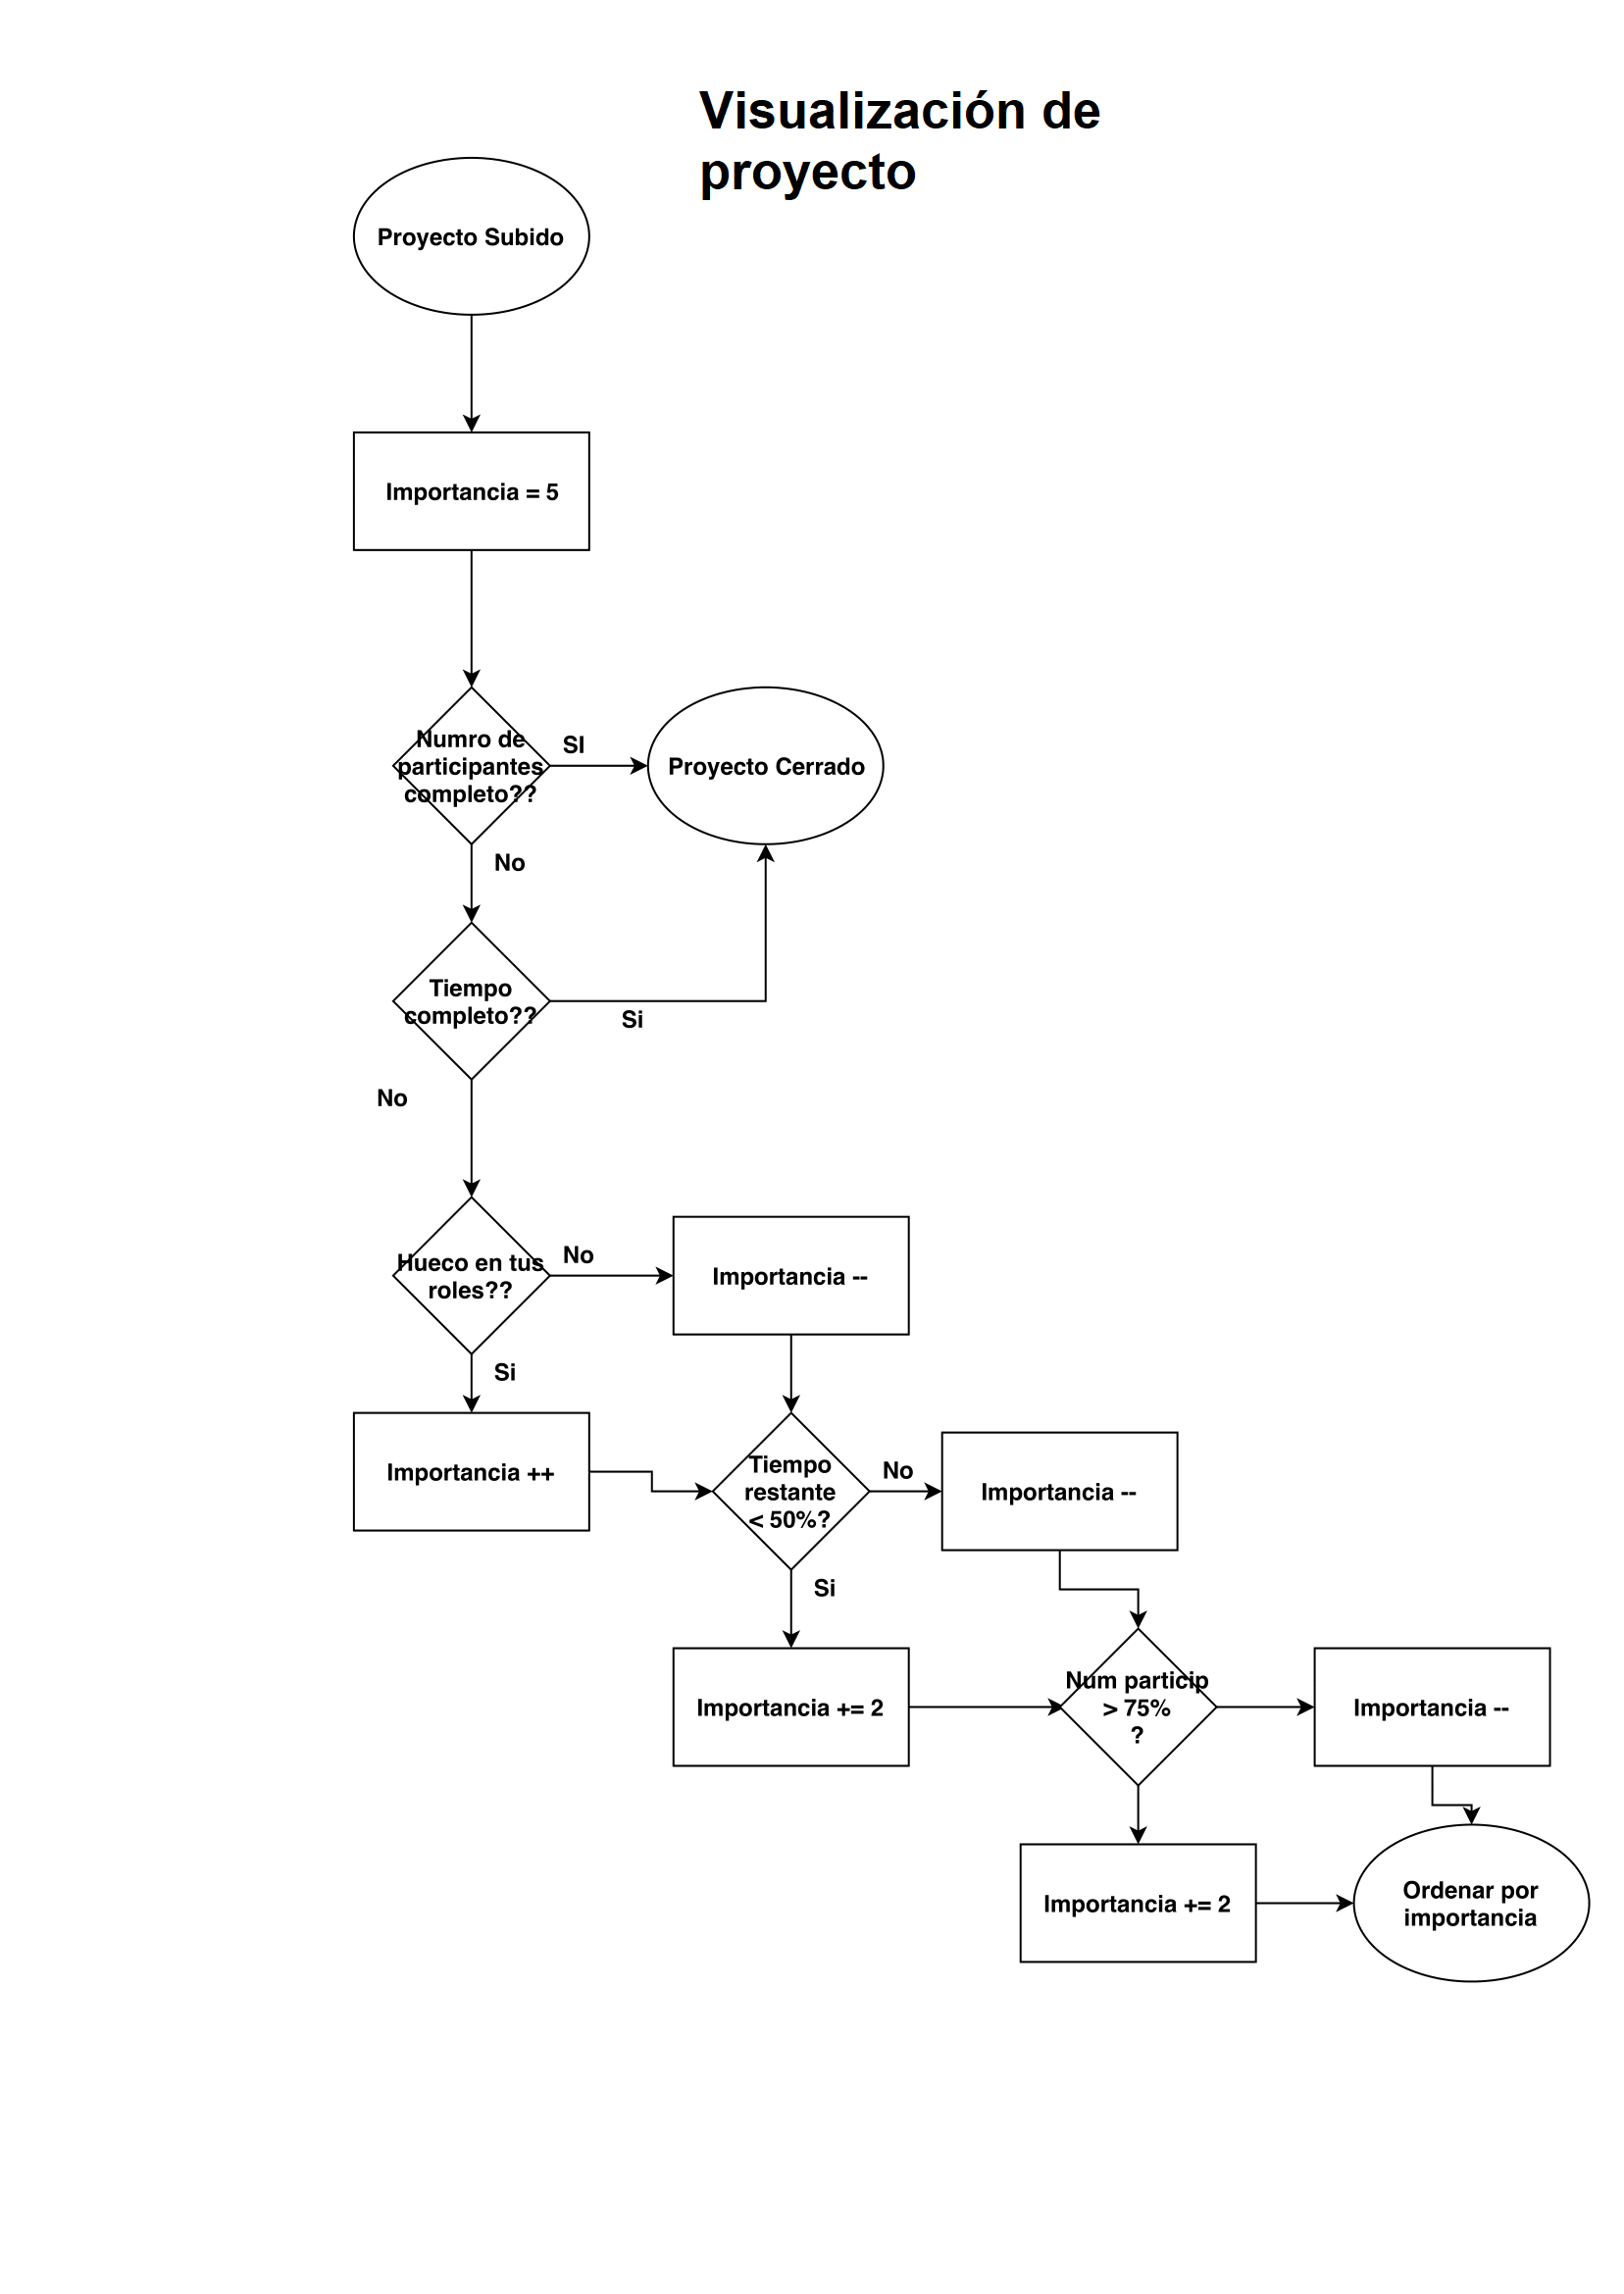 Visualización de
proyecto
Proyecto Subido
Importancia = 5
Numro de
participantes
completo??
SI
Proyecto Cerrado
No
Tiempo
completo??
Si
No
Hueco en tus
roles??
No
Importancia --
Si
Importancia ++
Tiempo
restante
< 50%?
No
Importancia --
Si
Importancia += 2
Num particip
> 75%
?
Importancia --
Importancia += 2
Ordenar por
importancia